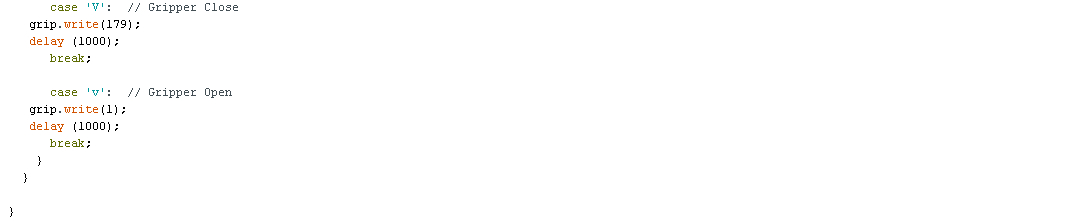 case 'V':  // Gripper Close
grip.write(179);
delay (1000);
break;
case 'v':  // Gripper Open
grip.write(1);
delay (1000);
break;
}
}
}